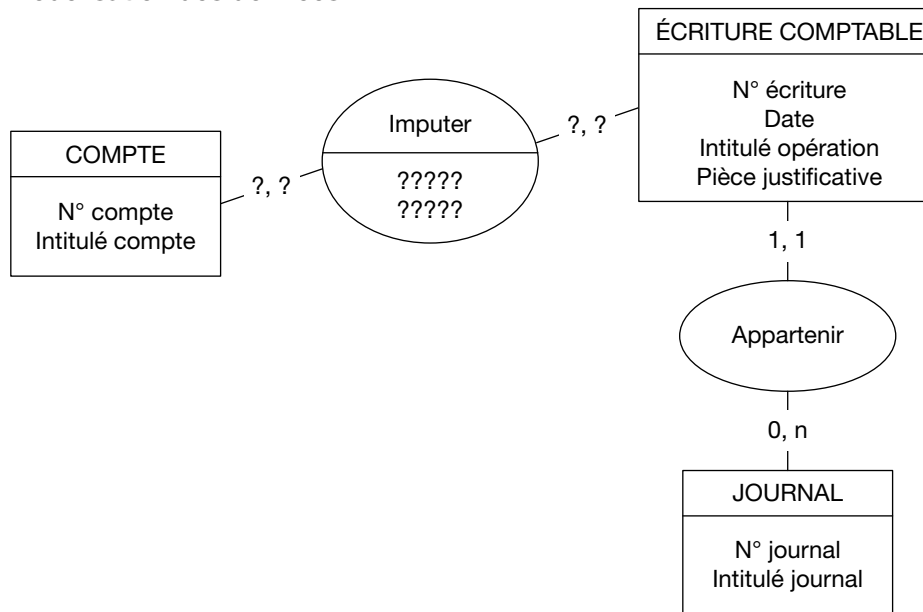 ÉCRITURE COMPTABLE
N° écriture
Date
Intitulé opération
Pièce justificative
Imputer
?????
?????
?, ?
?, ?
COMPTE
N° compte
Intitulé compte
1, 1
Appartenir
0, n
JOURNAL
N° journal
Intitulé journal